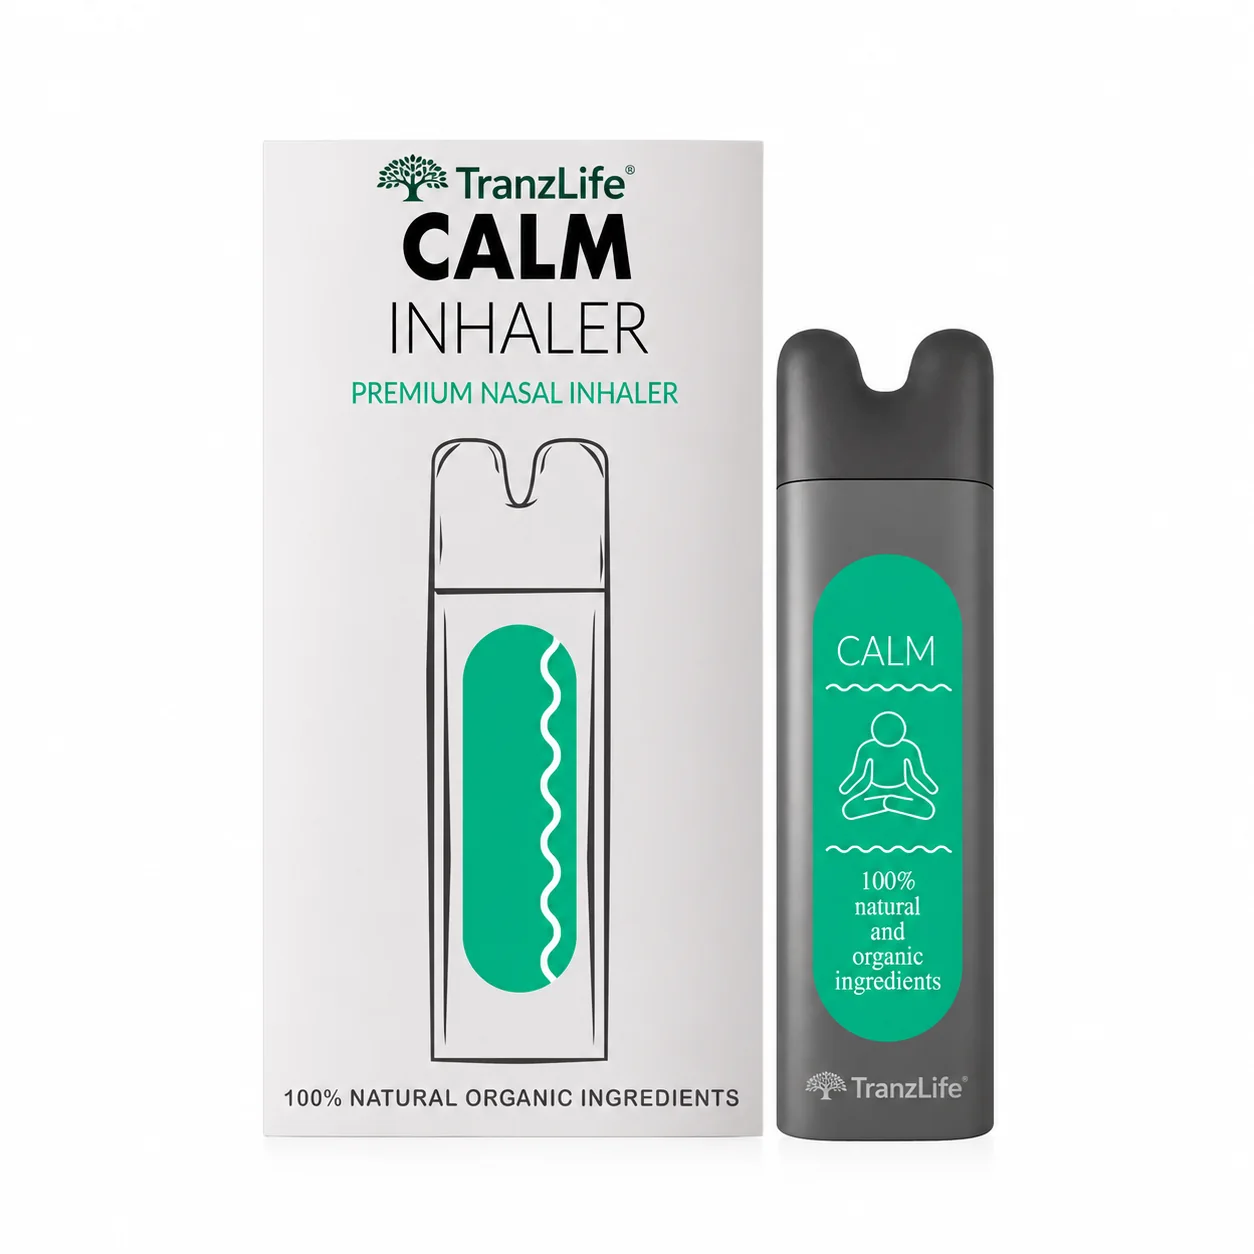 TranzLife®
CALM
INHALER
PREMIUM NASAL INHALER
100% NATURAL ORGANIC INGREDIENTS
CALM
100%
natural
and
organic
ingredients
TranzLife®